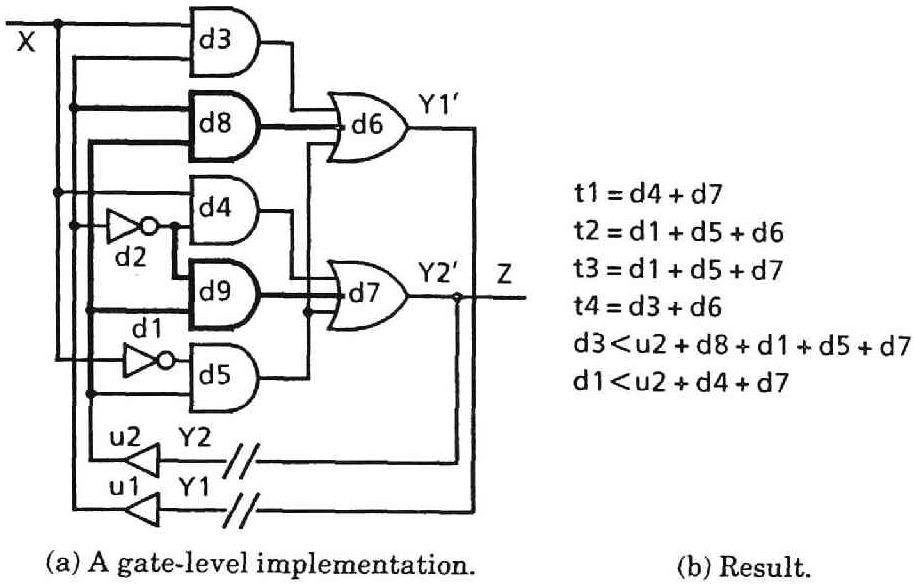 X
d3
d8
d4
d2
d9
d1
d5
d6
Y1′
d7
Y2′
Z
u2
Y2
u1
Y1
t1 = d4 + d7
t2 = d1 + d5 + d6
t3 = d1 + d5 + d7
t4 = d3 + d6
d3 < u2 + d8 + d1 + d5 + d7
d1 < u2 + d4 + d7
(a) A gate-level implementation.
(b) Result.